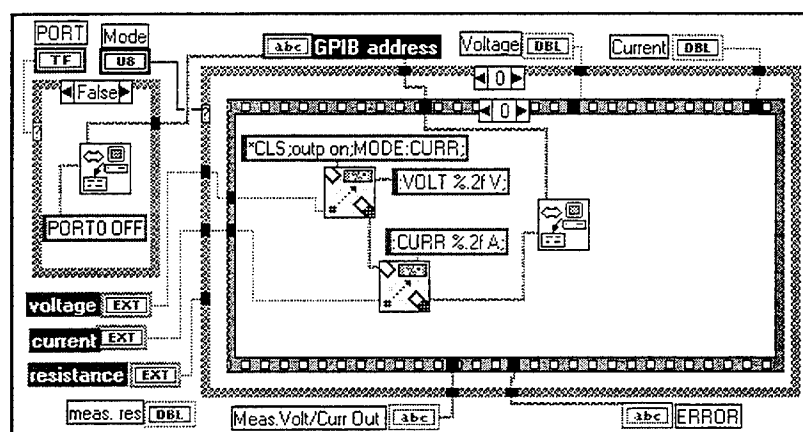 PORT
Mode
abc GPIB address
Voltage DBL
Current DBL
TF
U8
False
0
0
*CLS;outp on;MODE:CURR;
:VOLT %.2f V;
PORT0 OFF
:CURR %.2f A;
voltage EXT
current EXT
resistance EXT
meas. res DBL
Meas.Volt/Curr Out abc
abc ERROR